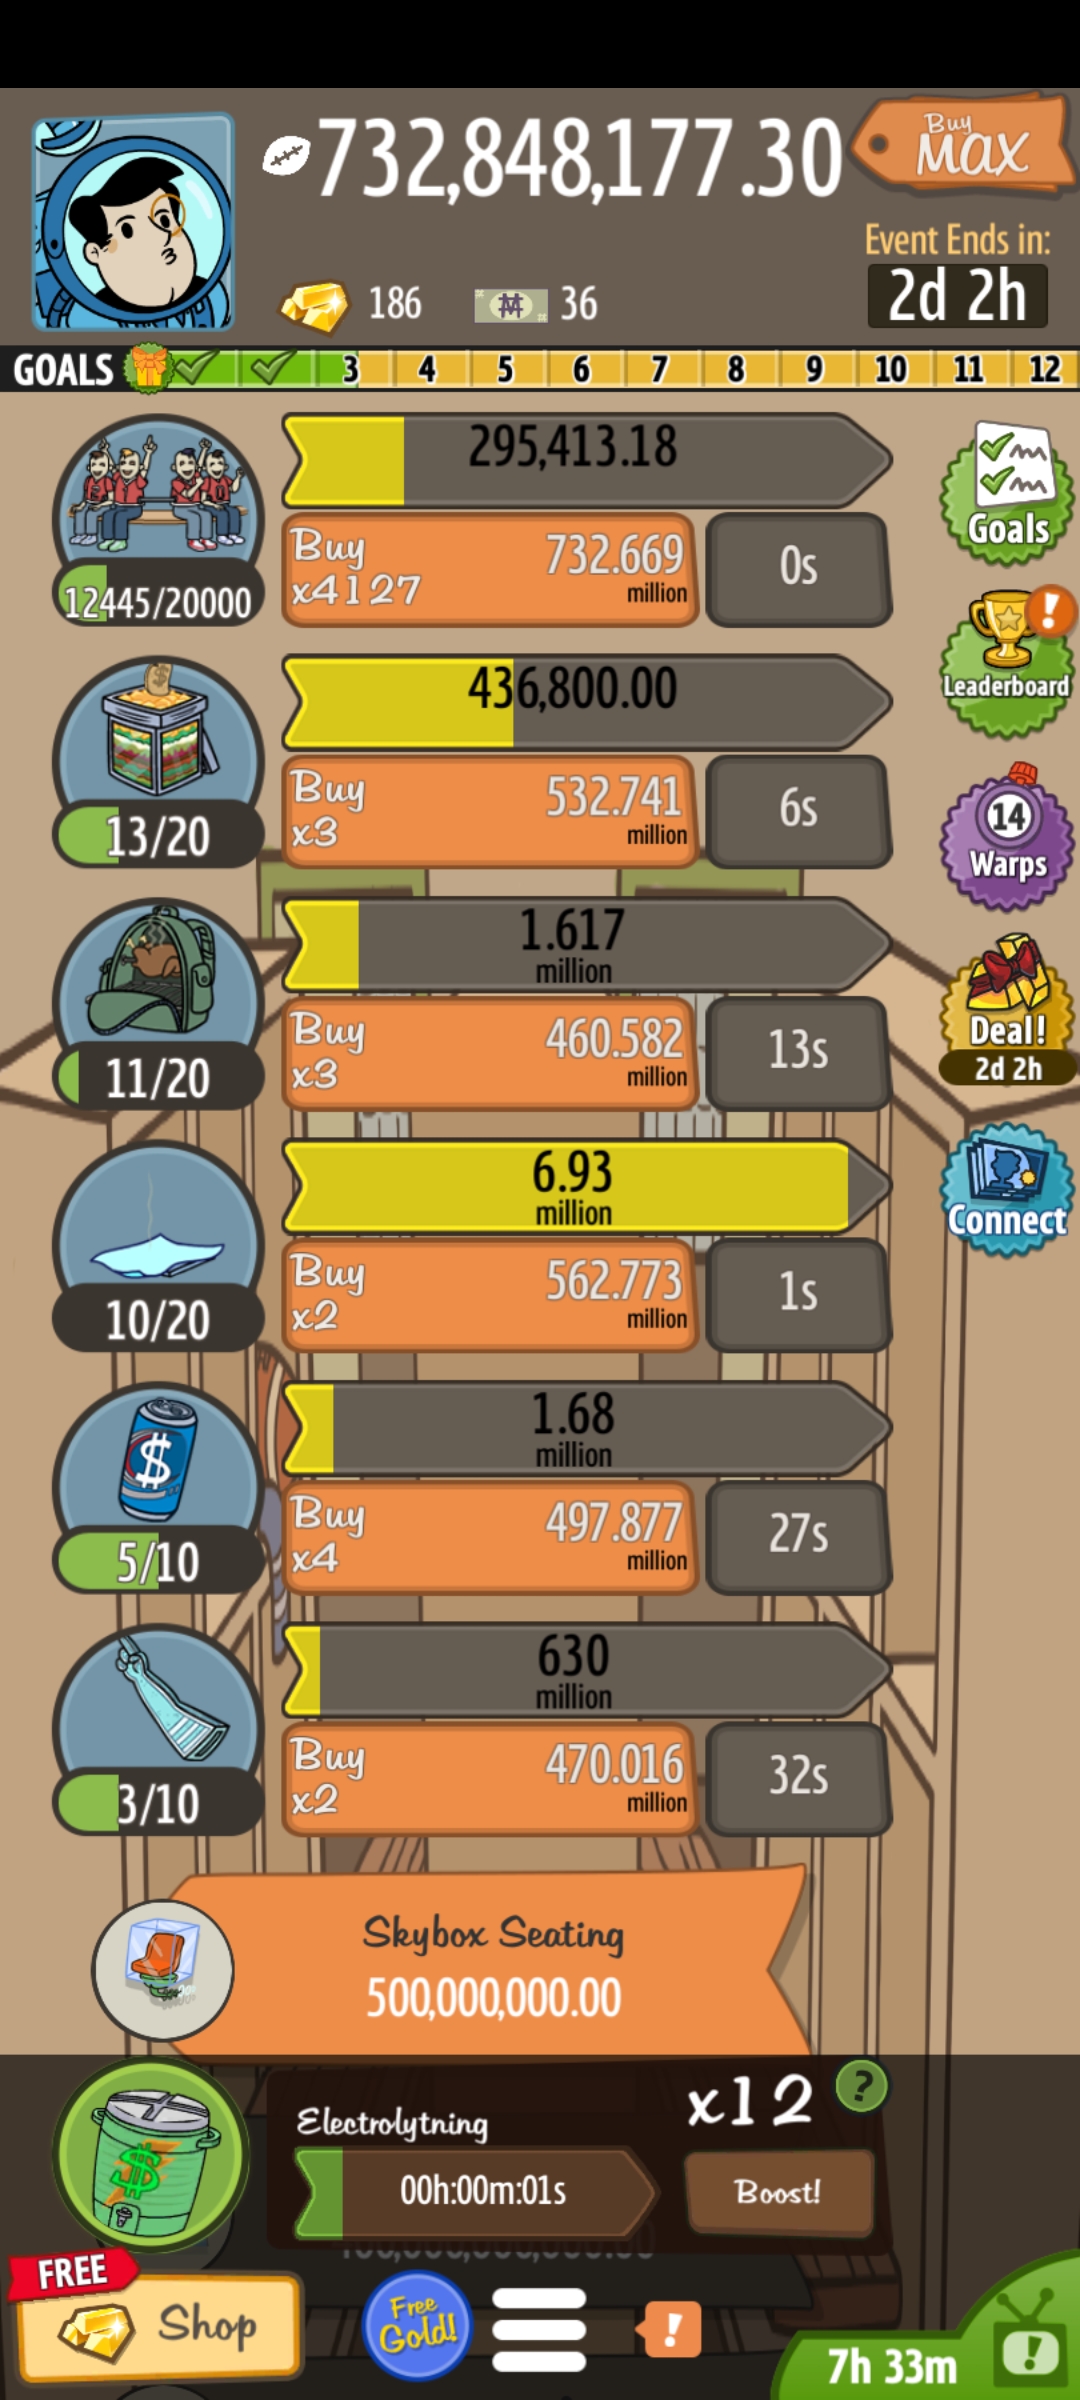 732,848,177.30
Buy
MAX
Event Ends in:
2d 2h
186
36
GOALS 3 4 5 6 7 8 9 10 11 12
295,413.18
Buy
x4127
732.669
million
0s
12445/20000
Goals
Leaderboard
436,800.00
Buy
x3
532.741
million
6s
13/20
14
Warps
1.617
million
Buy
x3
460.582
million
13s
11/20
Deal!
2d 2h
6.93
million
Buy
x2
562.773
million
1s
10/20
Connect
1.68
million
Buy
x4
497.877
million
27s
5/10
630
million
Buy
x2
470.016
million
32s
3/10
Skybox Seating
500,000,000.00
Electrolytning
x12
?
00h:00m:01s
Boost!
FREE
Shop
Free
Gold!
!
7h 33m